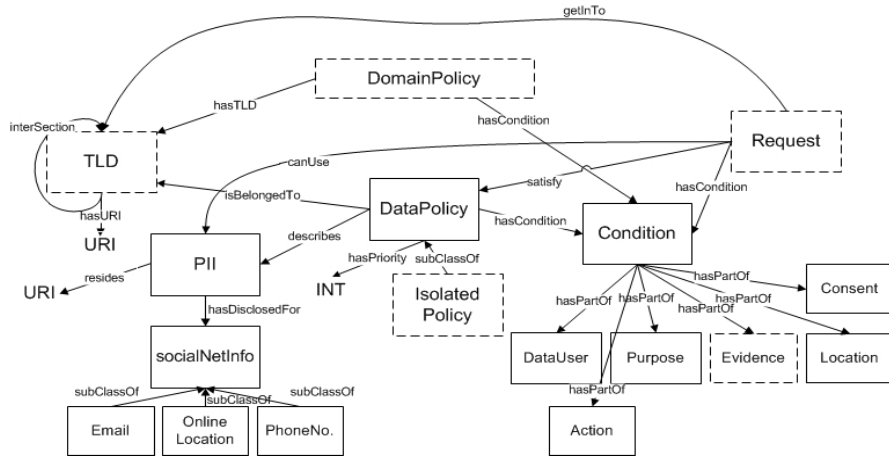 getInTo
DomainPolicy
hasTLD
interSection
hasCondition
Request
TLD
canUse
satisfy
hasCondition
isBelongedTo
hasURI
DataPolicy
hasCondition
Condition
URI
describes
PII
hasPriority
subClassOf
resides
URI
INT
Isolated
Policy
hasPartOf
Consent
hasDisclosedFor
hasPartOf
hasPartOf
hasPartOf
hasPartOf
socialNetInfo
DataUser
Purpose
Evidence
Location
subClassOf
subClassOf
subClassOf
hasPartOf
Email
Online
Location
PhoneNo.
Action